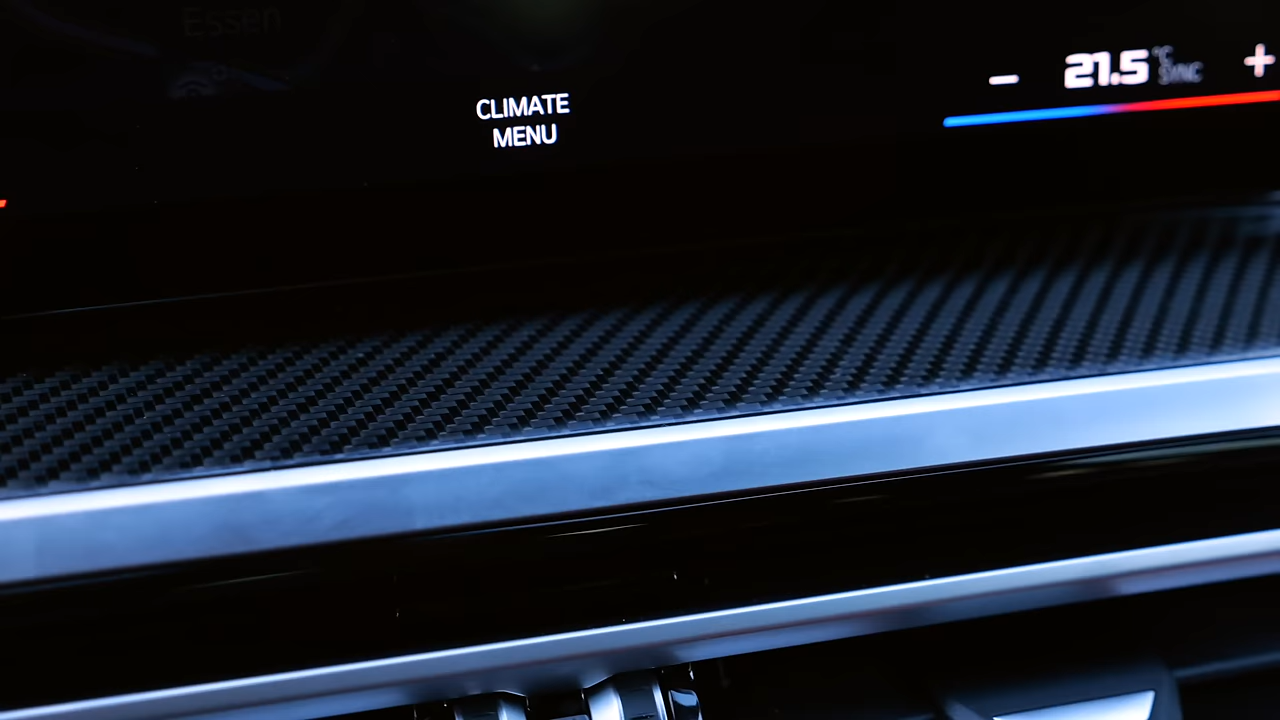 Essen
CLIMATE
MENU
− 21.5 °C +
SYNC